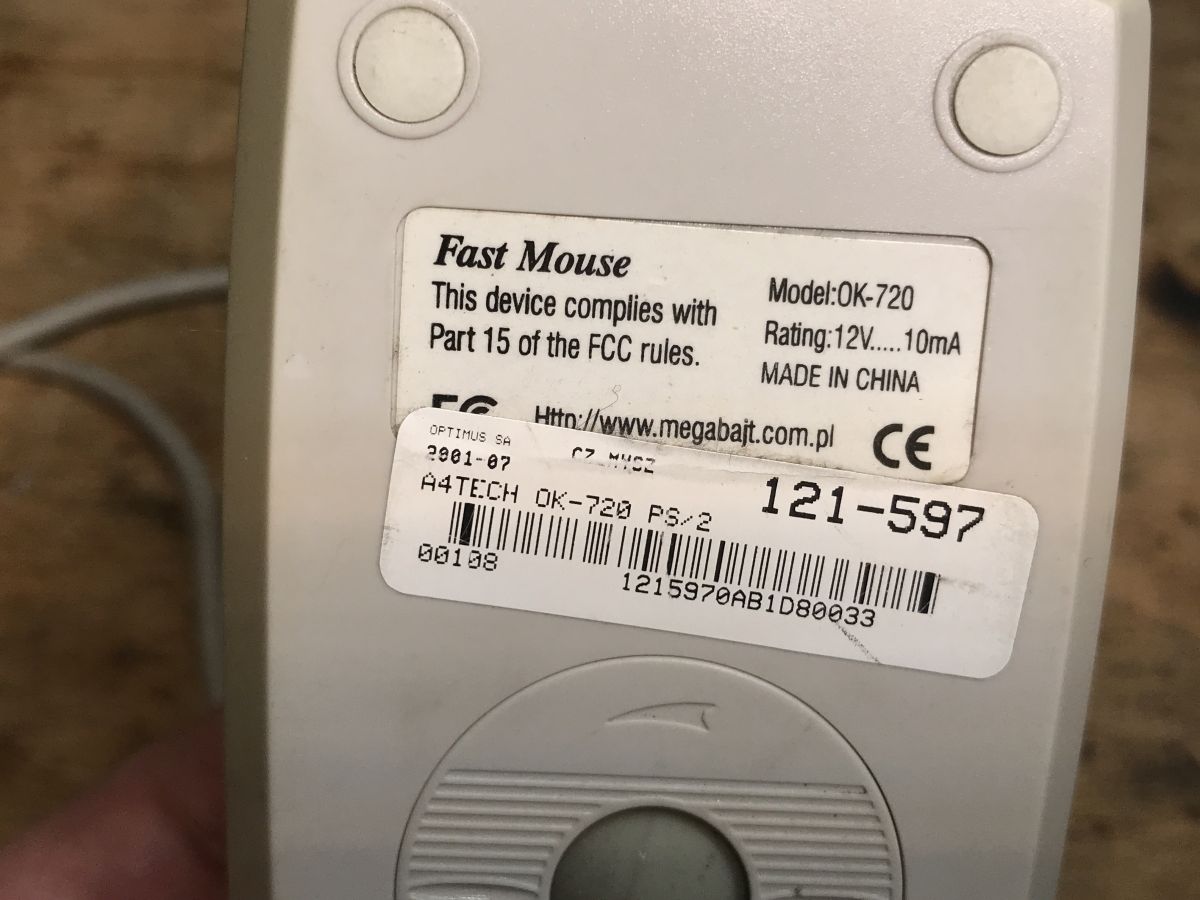 Fast Mouse
This device complies with
Part 15 of the FCC rules.
Model:OK-720
Rating:12V.....10mA
MADE IN CHINA
FC
Http://www.megabajt.com.pl
CE
OPTIMUS SA
2001-07
121-597
A4TECH OK-720 PS/2
00108
1215970AB1D80033